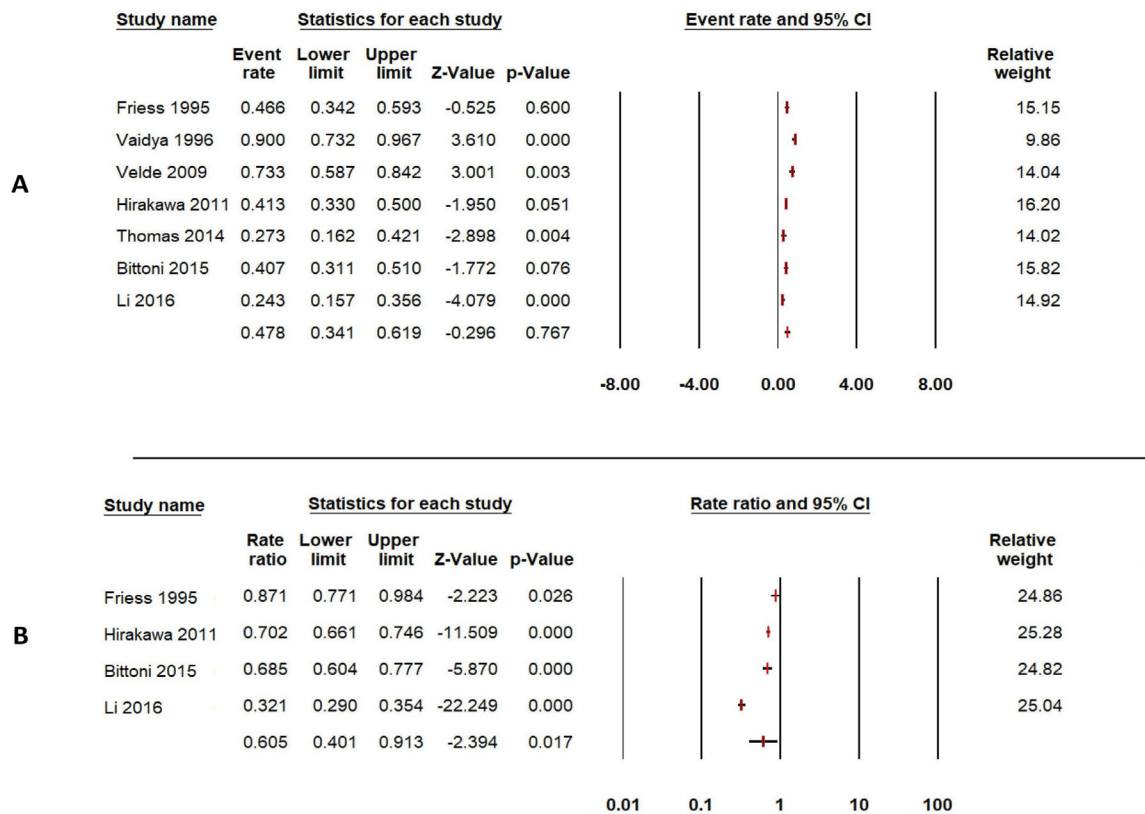 Study name Statistics for each study Event rate and 95% CI
Event Lower Upper Relative
rate limit limit Z-Value p-Value weight
Friess 1995 0.466 0.342 0.593 -0.525 0.600 15.15
Vaidya 1996 0.900 0.732 0.967 3.610 0.000 9.86
A Velde 2009 0.733 0.587 0.842 3.001 0.003 14.04
Hirakawa 2011 0.413 0.330 0.500 -1.950 0.051 16.20
Thomas 2014 0.273 0.162 0.421 -2.898 0.004 14.02
Bittoni 2015 0.407 0.311 0.510 -1.772 0.076 15.82
Li 2016 0.243 0.157 0.356 -4.079 0.000 14.92
0.478 0.341 0.619 -0.296 0.767
-8.00 -4.00 0.00 4.00 8.00
Study name Statistics for each study Rate ratio and 95% CI
Rate Lower Upper Relative
ratio limit limit Z-Value p-Value weight
Friess 1995 0.871 0.771 0.984 -2.223 0.026 24.86
B Hirakawa 2011 0.702 0.661 0.746 -11.509 0.000 25.28
Bittoni 2015 0.685 0.604 0.777 -5.870 0.000 24.82
Li 2016 0.321 0.290 0.354 -22.249 0.000 25.04
0.605 0.401 0.913 -2.394 0.017
0.01 0.1 1 10 100